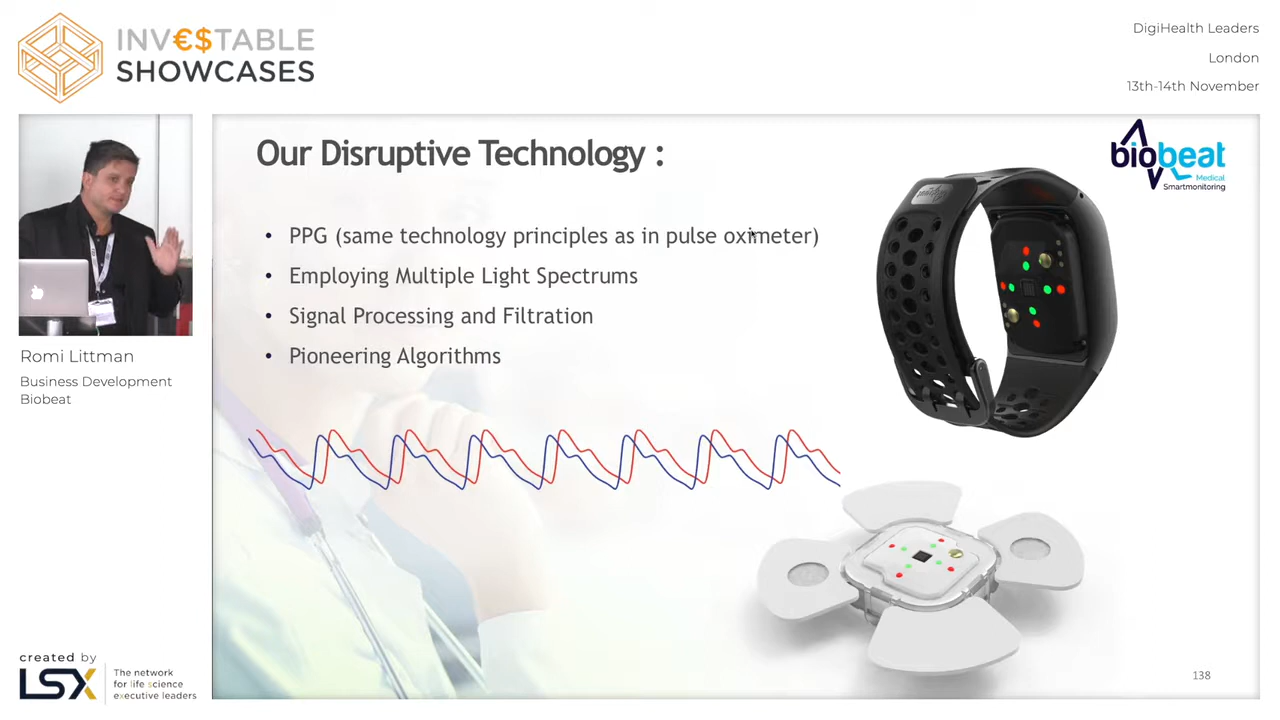 INV€$TABLE
SHOWCASES
DigiHealth Leaders
London
13th-14th November
Romi Littman
Business Development
Biobeat
Our Disruptive Technology :
• PPG (same technology principles as in pulse oximeter)
• Employing Multiple Light Spectrums
• Signal Processing and Filtration
• Pioneering Algorithms
biobeat
Medical
Smartmonitoring
created by
LSX
The network
for life science
executive leaders
138